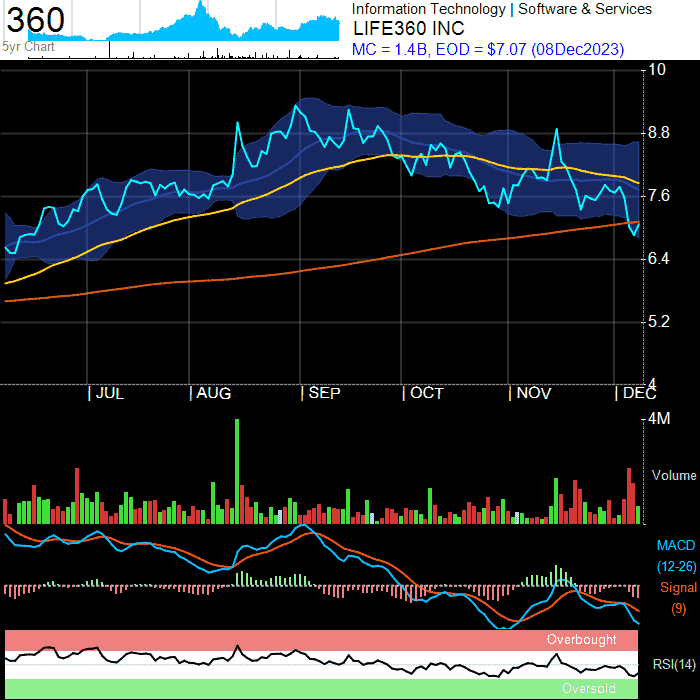 360
5yr Chart
Information Technology | Software & Services
LIFE360 INC
MC = 1.4B, EOD = $7.07 (08Dec2023)
10
8.8
7.6
6.4
5.2
4
JUL
AUG
SEP
OCT
NOV
DEC
4M
Volume
MACD
(12-26)
Signal
(9)
Overbought
RSI(14)
Oversold